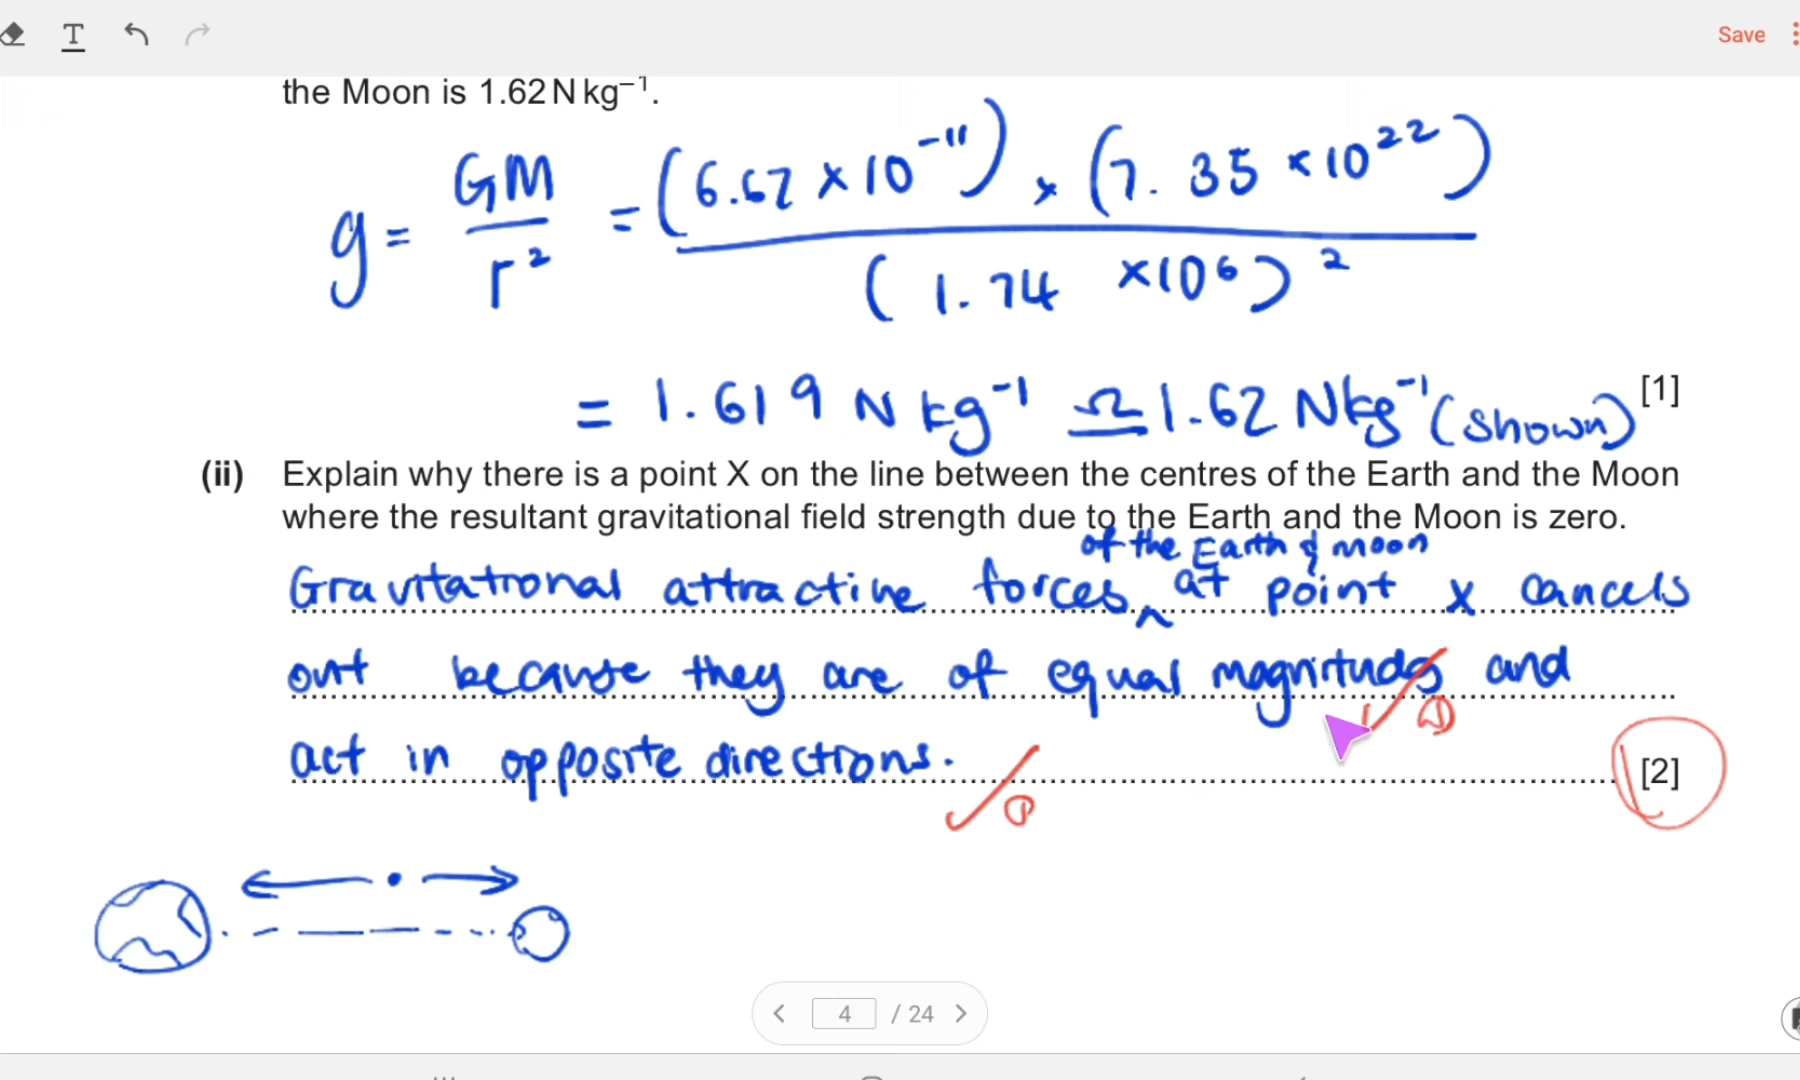 T Save
the Moon is 1.62 N kg⁻¹.
g = GM / r² = (6.67 × 10⁻¹¹) × (7.35 × 10²²) / (1.74 × 10⁶)²
= 1.619 N kg⁻¹ ≃ 1.62 N kg⁻¹ (shown) [1]
(ii) Explain why there is a point X on the line between the centres of the Earth and the Moon
where the resultant gravitational field strength due to the Earth and the Moon is zero.
of the Earth & moon
Gravitational attractive forces ^ at point X cancels
out because they are of equal magnitudes and
① 
act in opposite directions. [2]
①
4 / 24